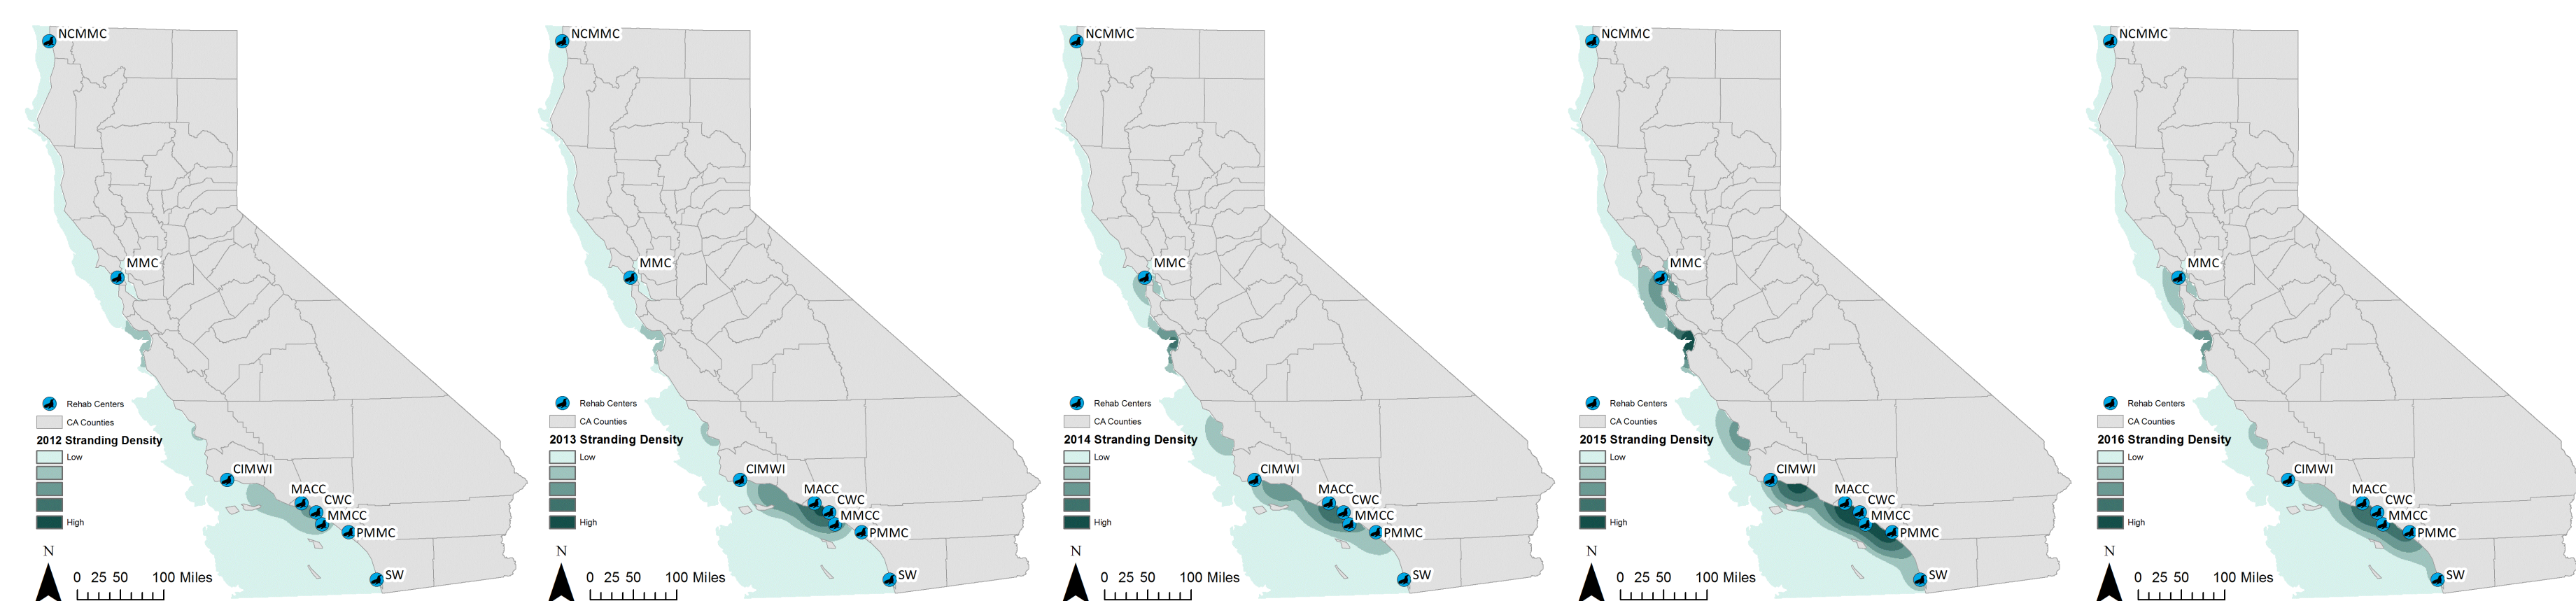 NCMMC
MMC
Rehab Centers
CA Counties
2012 Stranding Density
Low
High
CIMWI
MACC
CWC
MMCC
PMMC
SW
N
0 25 50 100 Miles
NCMMC
MMC
Rehab Centers
CA Counties
2013 Stranding Density
Low
High
CIMWI
MACC
CWC
MMCC
PMMC
SW
N
0 25 50 100 Miles
NCMMC
MMC
Rehab Centers
CA Counties
2014 Stranding Density
Low
High
CIMWI
MACC
CWC
MMCC
PMMC
SW
N
0 25 50 100 Miles
NCMMC
MMC
Rehab Centers
CA Counties
2015 Stranding Density
Low
High
CIMWI
MACC
CWC
MMCC
PMMC
SW
N
0 25 50 100 Miles
NCMMC
MMC
Rehab Centers
CA Counties
2016 Stranding Density
Low
High
CIMWI
MACC
CWC
MMCC
PMMC
SW
N
0 25 50 100 Miles